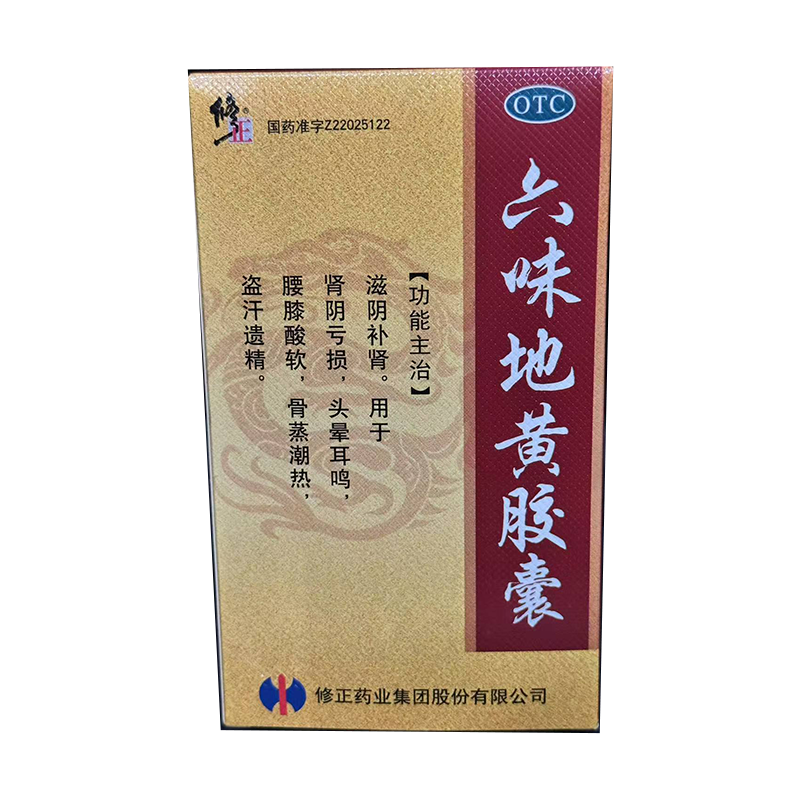 修正®
国药准字Z22025122
OTC
六味地黄胶囊
【功能主治】
滋阴补肾。用于
肾阴亏损，头晕耳鸣，
腰膝酸软，骨蒸潮热，
盗汗遗精。
修正药业集团股份有限公司